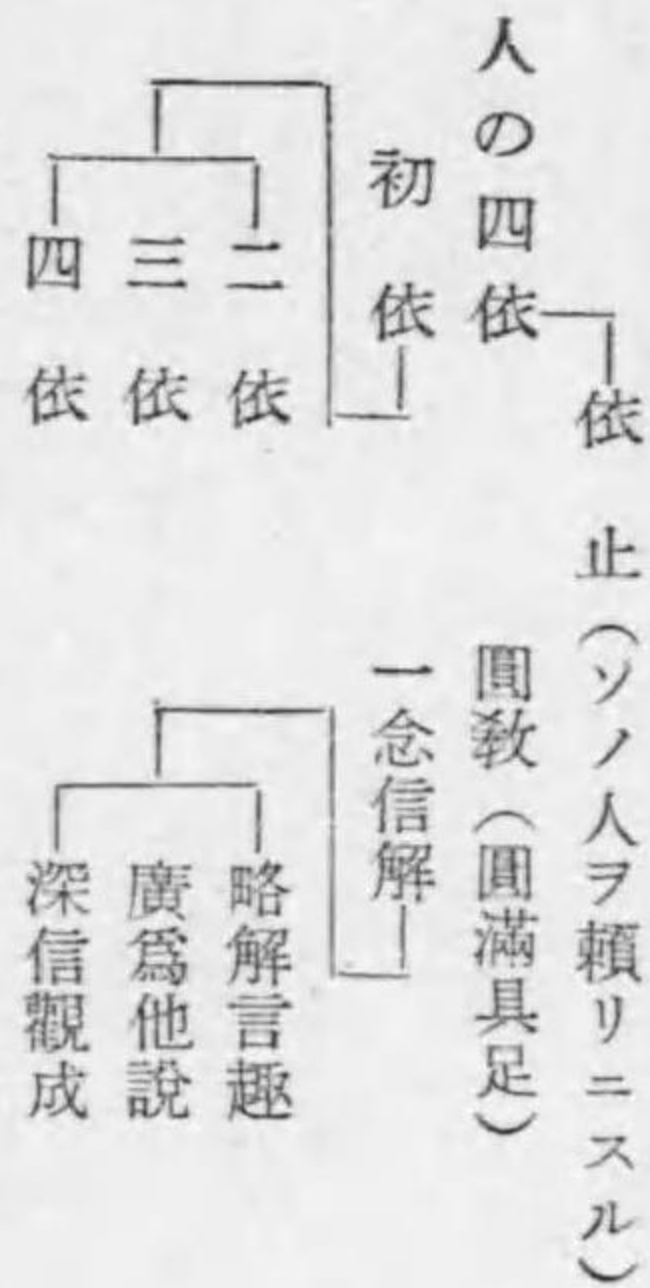 依止（ソノ人ヲ頼リニスル）
人の四依　圓教（圓滿具足）
初依　一念信解
二依　略解言趣
三依　廣爲他說
四依　深信觀成